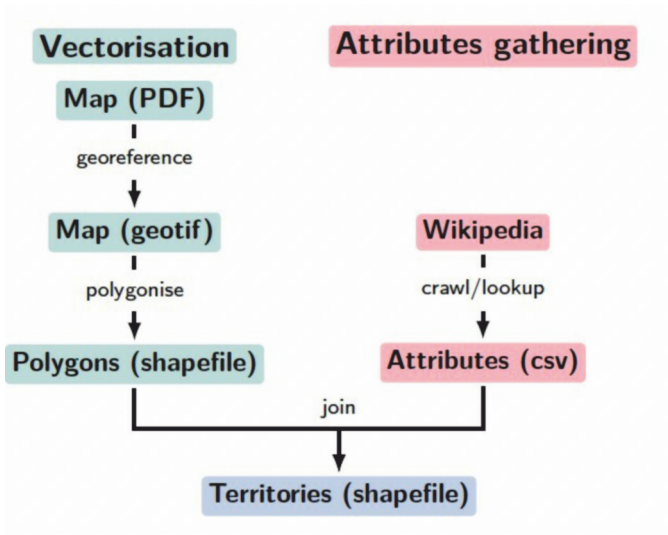 Vectorisation
Attributes gathering
Map (PDF)
georeference
Map (geotif)
Wikipedia
polygonise
crawl/lookup
Polygons (shapefile)
Attributes (csv)
join
Territories (shapefile)